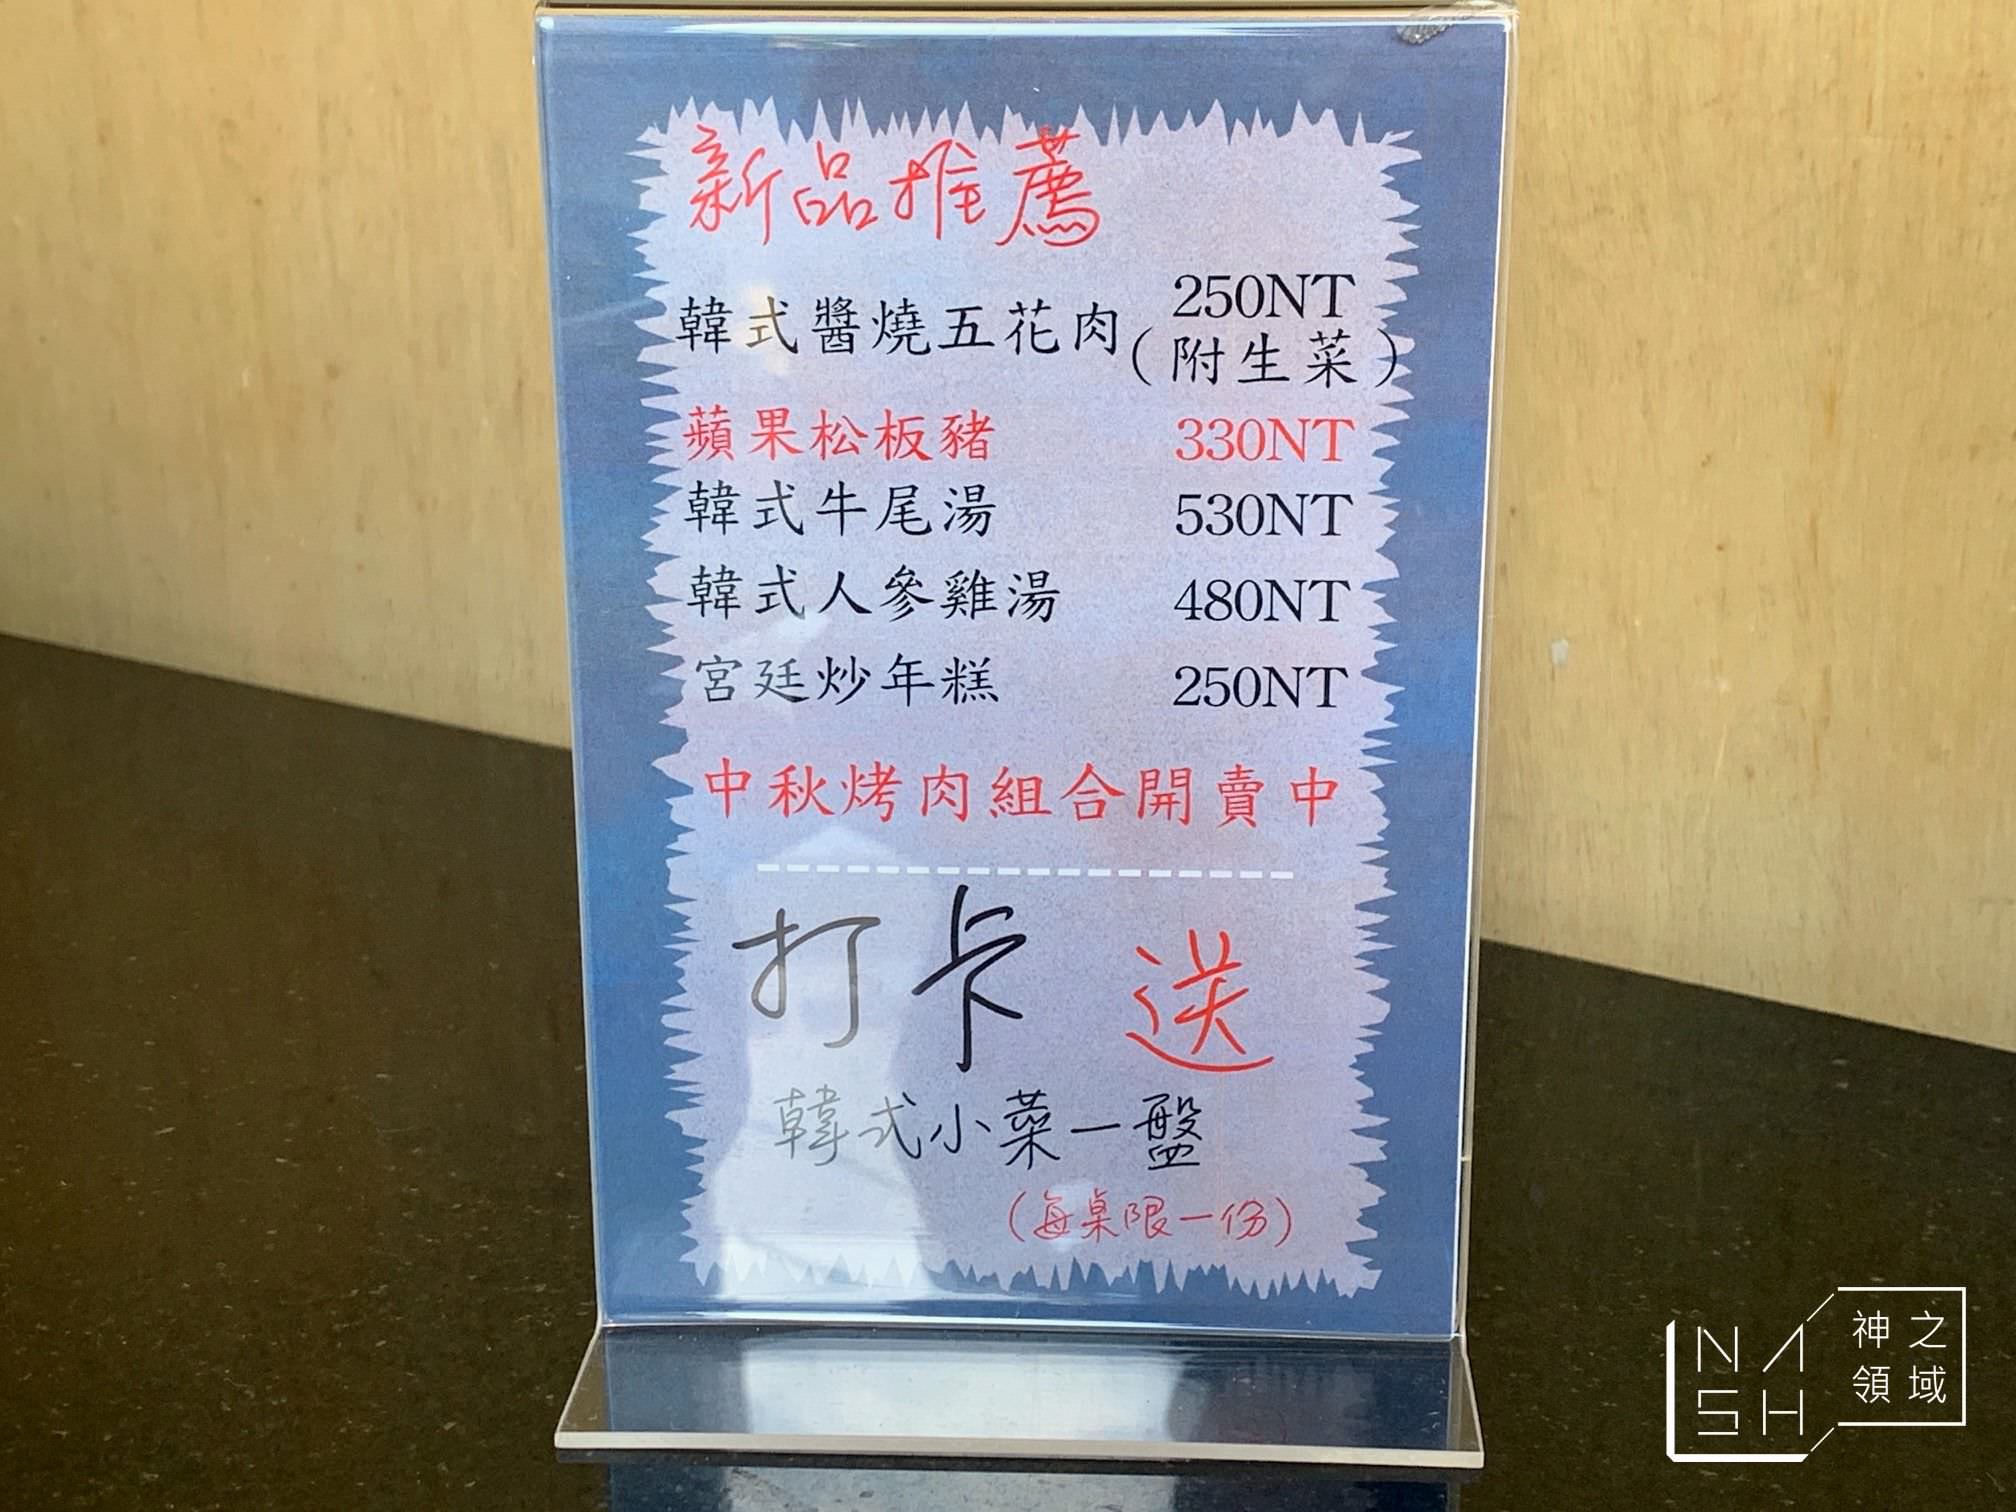 新品推薦
韓式醬燒五花肉 250NT
(附生菜)
蘋果松板豬 330NT
韓式牛尾湯 530NT
韓式人參雞湯 480NT
宮廷炒年糕 250NT
中秋烤肉組合開賣中
打卡 送
韓式小菜一盤
(每桌限一份)
NASH
神之領域